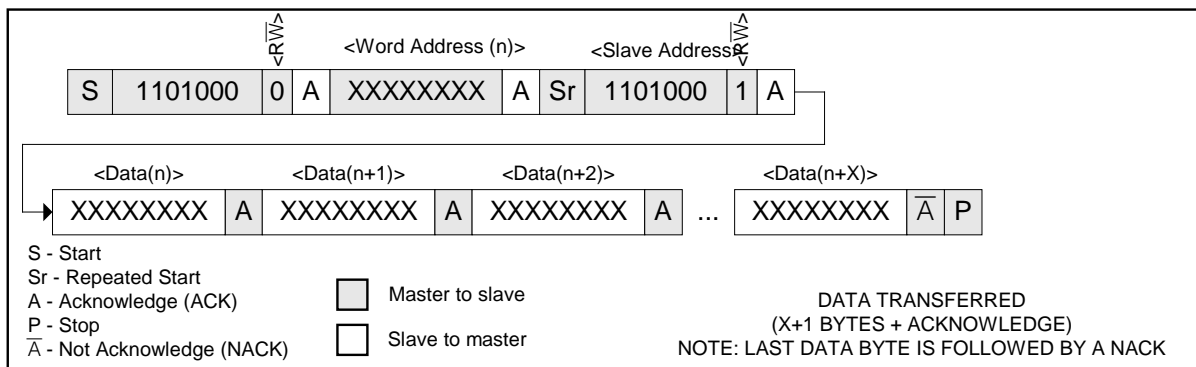 <RW̅>
<Word Address (n)>
<Slave Address>
<RW̅>
S 1101000 0 A XXXXXXXX A Sr 1101000 1 A
<Data(n)> <Data(n+1)> <Data(n+2)> <Data(n+X)>
XXXXXXXX A XXXXXXXX A XXXXXXXX A ... XXXXXXXX A̅ P
S - Start
Sr - Repeated Start
A - Acknowledge (ACK)
P - Stop
A̅ - Not Acknowledge (NACK)
Master to slave
Slave to master
DATA TRANSFERRED
(X+1 BYTES + ACKNOWLEDGE)
NOTE: LAST DATA BYTE IS FOLLOWED BY A NACK